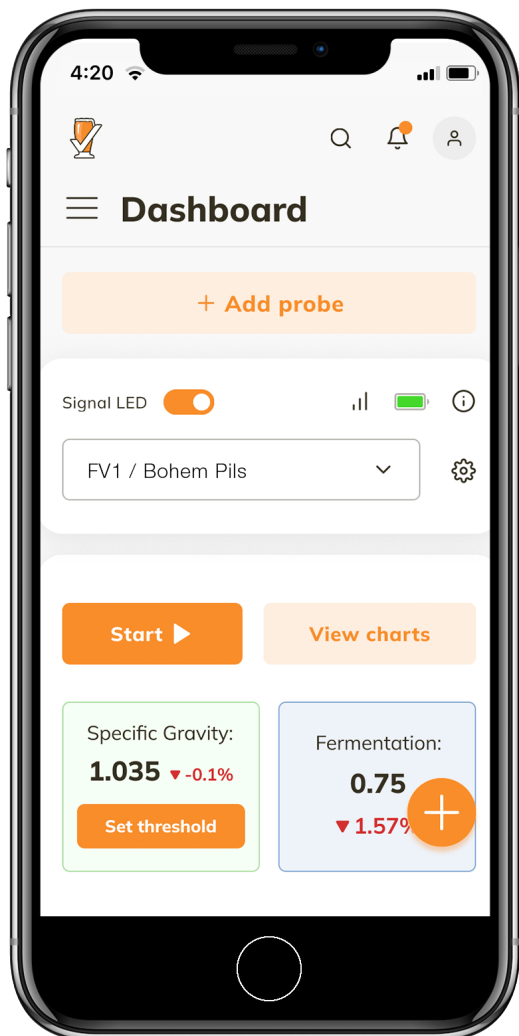 4:20
Dashboard
+ Add probe
Signal LED
FV1 / Bohem Pils
Start
View charts
Specific Gravity:
1.035 ▼ -0.1%
Set threshold
Fermentation:
0.75
▼ 1.57%